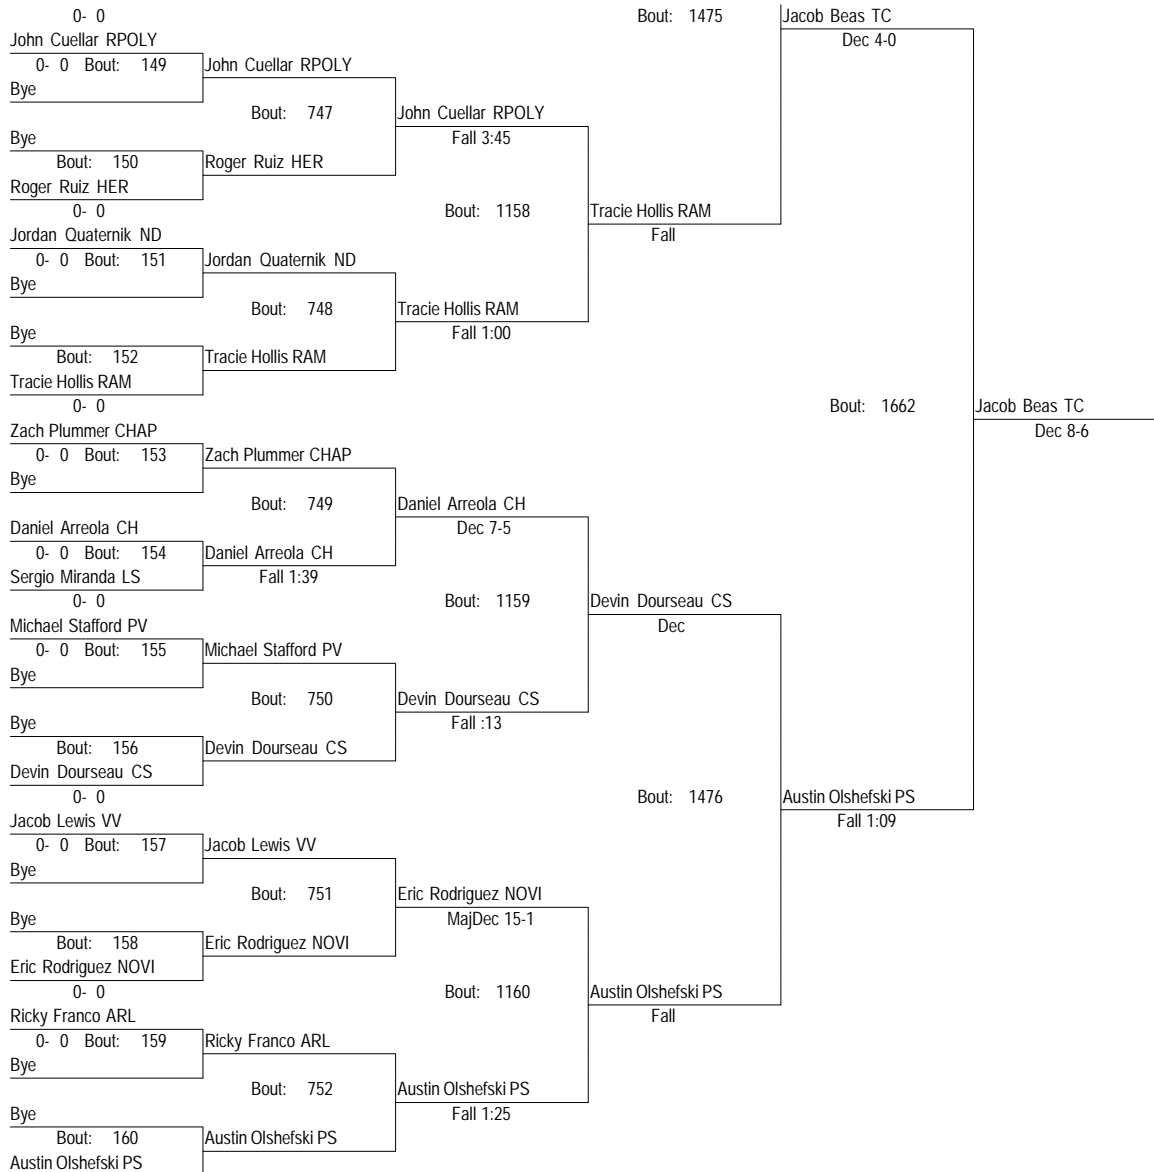 0- 0 Bout: 1475 Jacob Beas TC
John Cuellar RPOLY Dec 4-0
0- 0 Bout: 149 John Cuellar RPOLY
Bye
Bout: 747 John Cuellar RPOLY
Bye Fall 3:45
Bout: 150 Roger Ruiz HER
Roger Ruiz HER
0- 0 Bout: 1158 Tracie Hollis RAM
Jordan Quaternik ND Fall
0- 0 Bout: 151 Jordan Quaternik ND
Bye
Bout: 748 Tracie Hollis RAM
Bye Fall 1:00
Bout: 152 Tracie Hollis RAM
Tracie Hollis RAM
0- 0 Bout: 1662 Jacob Beas TC
Zach Plummer CHAP Dec 8-6
0- 0 Bout: 153 Zach Plummer CHAP
Bye
Bout: 749 Daniel Arreola CH
Daniel Arreola CH Dec 7-5
0- 0 Bout: 154 Daniel Arreola CH
Sergio Miranda LS Fall 1:39
0- 0 Bout: 1159 Devin Dourseau CS
Michael Stafford PV Dec
0- 0 Bout: 155 Michael Stafford PV
Bye
Bout: 750 Devin Dourseau CS
Bye Fall :13
Bout: 156 Devin Dourseau CS
Devin Dourseau CS
0- 0 Bout: 1476 Austin Olshefski PS
Jacob Lewis VV Fall 1:09
0- 0 Bout: 157 Jacob Lewis VV
Bye
Bout: 751 Eric Rodriguez NOVI
Bye MajDec 15-1
Bout: 158 Eric Rodriguez NOVI
Eric Rodriguez NOVI
0- 0 Bout: 1160 Austin Olshefski PS
Ricky Franco ARL Fall
0- 0 Bout: 159 Ricky Franco ARL
Bye
Bout: 752 Austin Olshefski PS
Bye Fall 1:25
Bout: 160 Austin Olshefski PS
Austin Olshefski PS